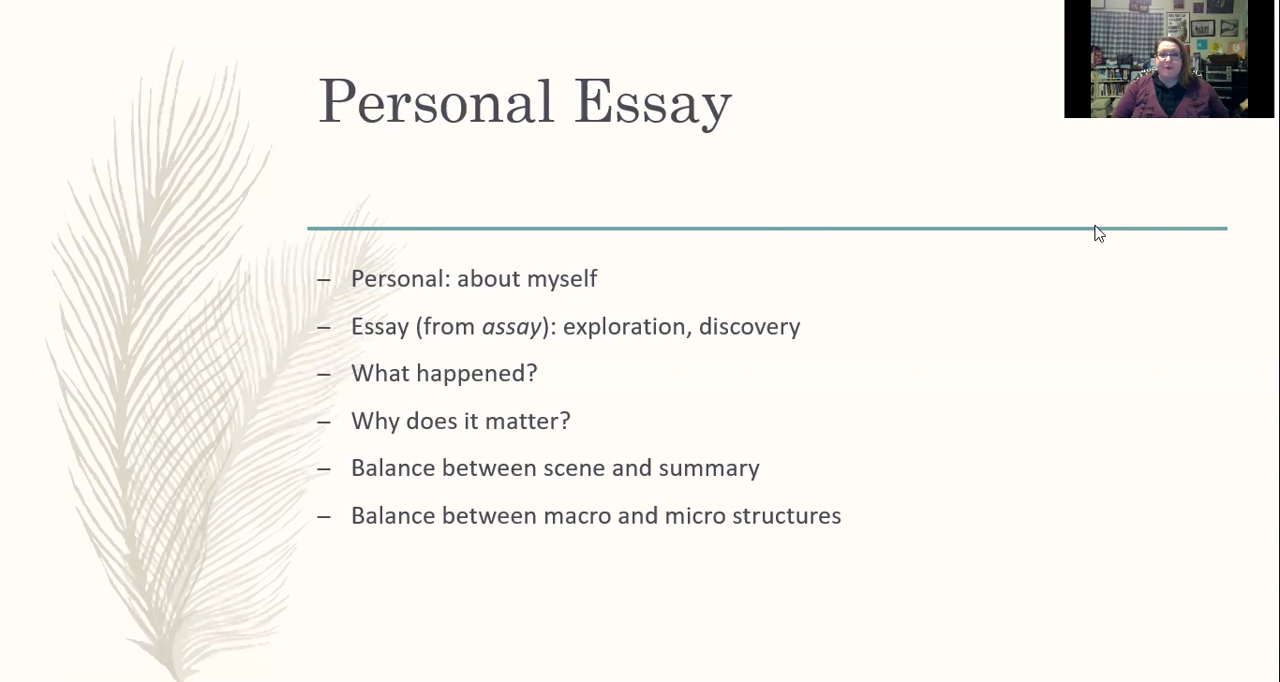 Personal Essay
– Personal: about myself
– Essay (from assay): exploration, discovery
– What happened?
– Why does it matter?
– Balance between scene and summary
– Balance between macro and micro structures